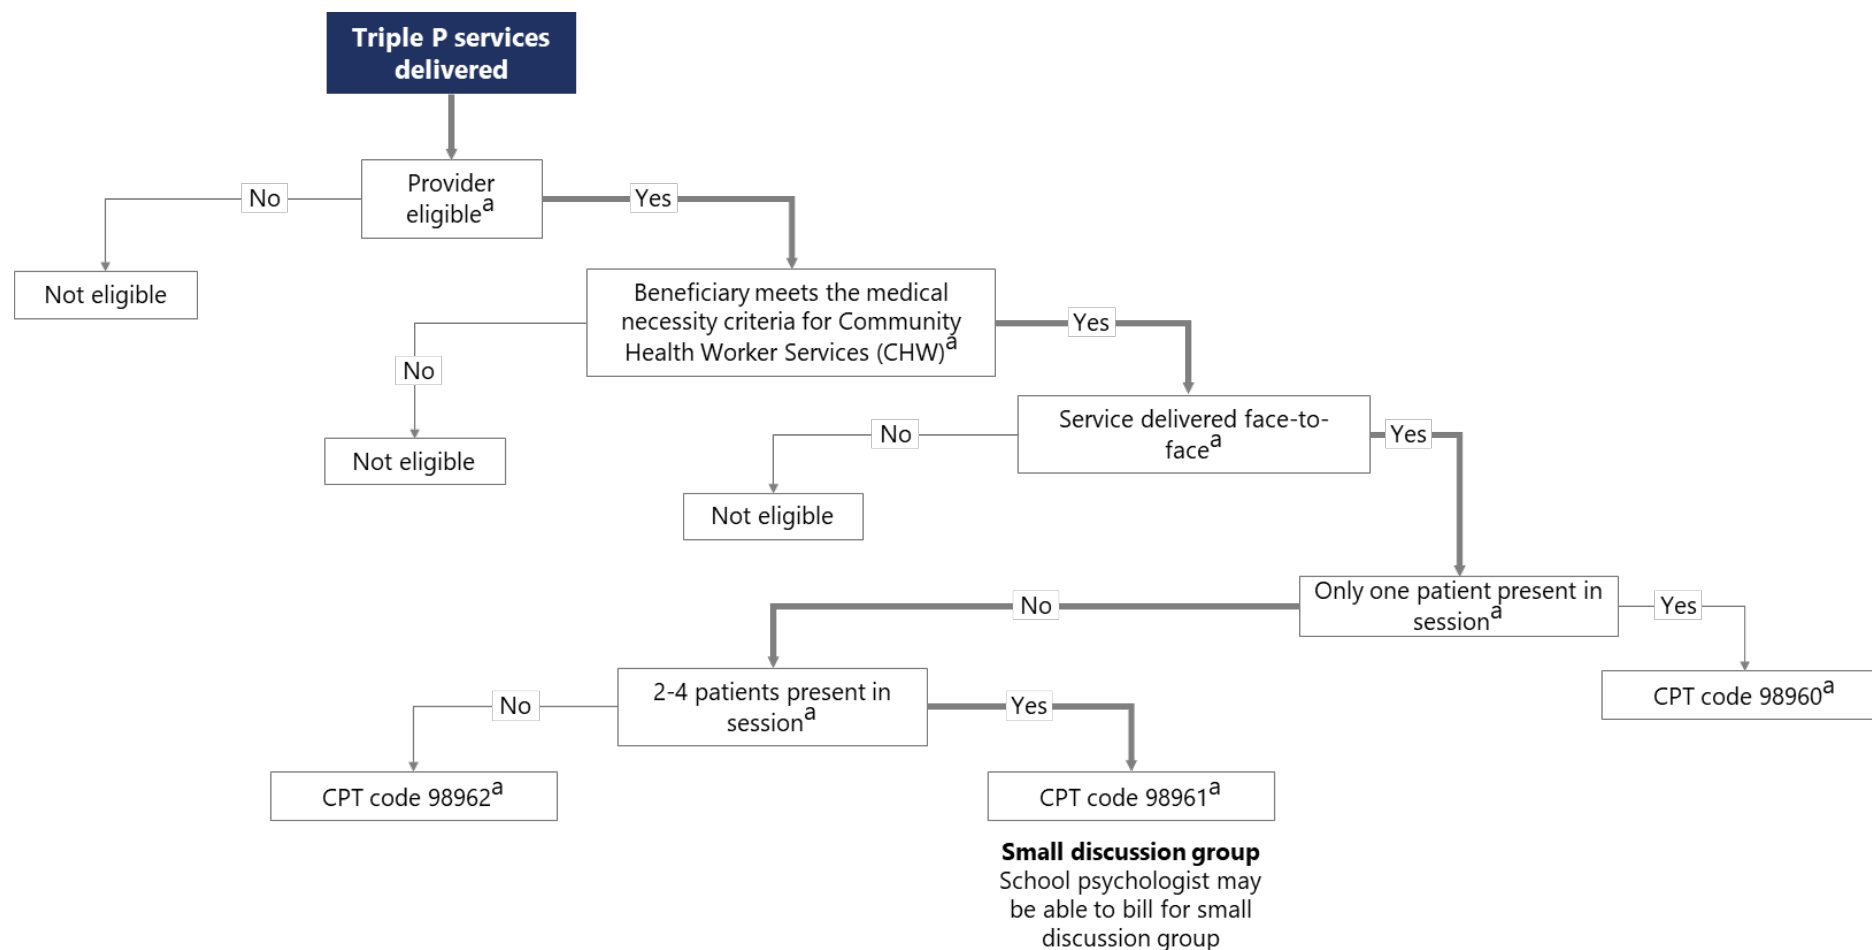 Triple P services
delivered
Provider
eligibleª
No
Yes
Not eligible
Beneficiary meets the medical
necessity criteria for Community
Health Worker Services (CHW)ª
No
Yes
Not eligible
Service delivered face-to-
faceª
No
Yes
Not eligible
Only one patient present in
sessionª
No
Yes
CPT code 98960ª
2-4 patients present in
sessionª
No
Yes
CPT code 98962ª
CPT code 98961ª
Small discussion group
School psychologist may
be able to bill for small
discussion group